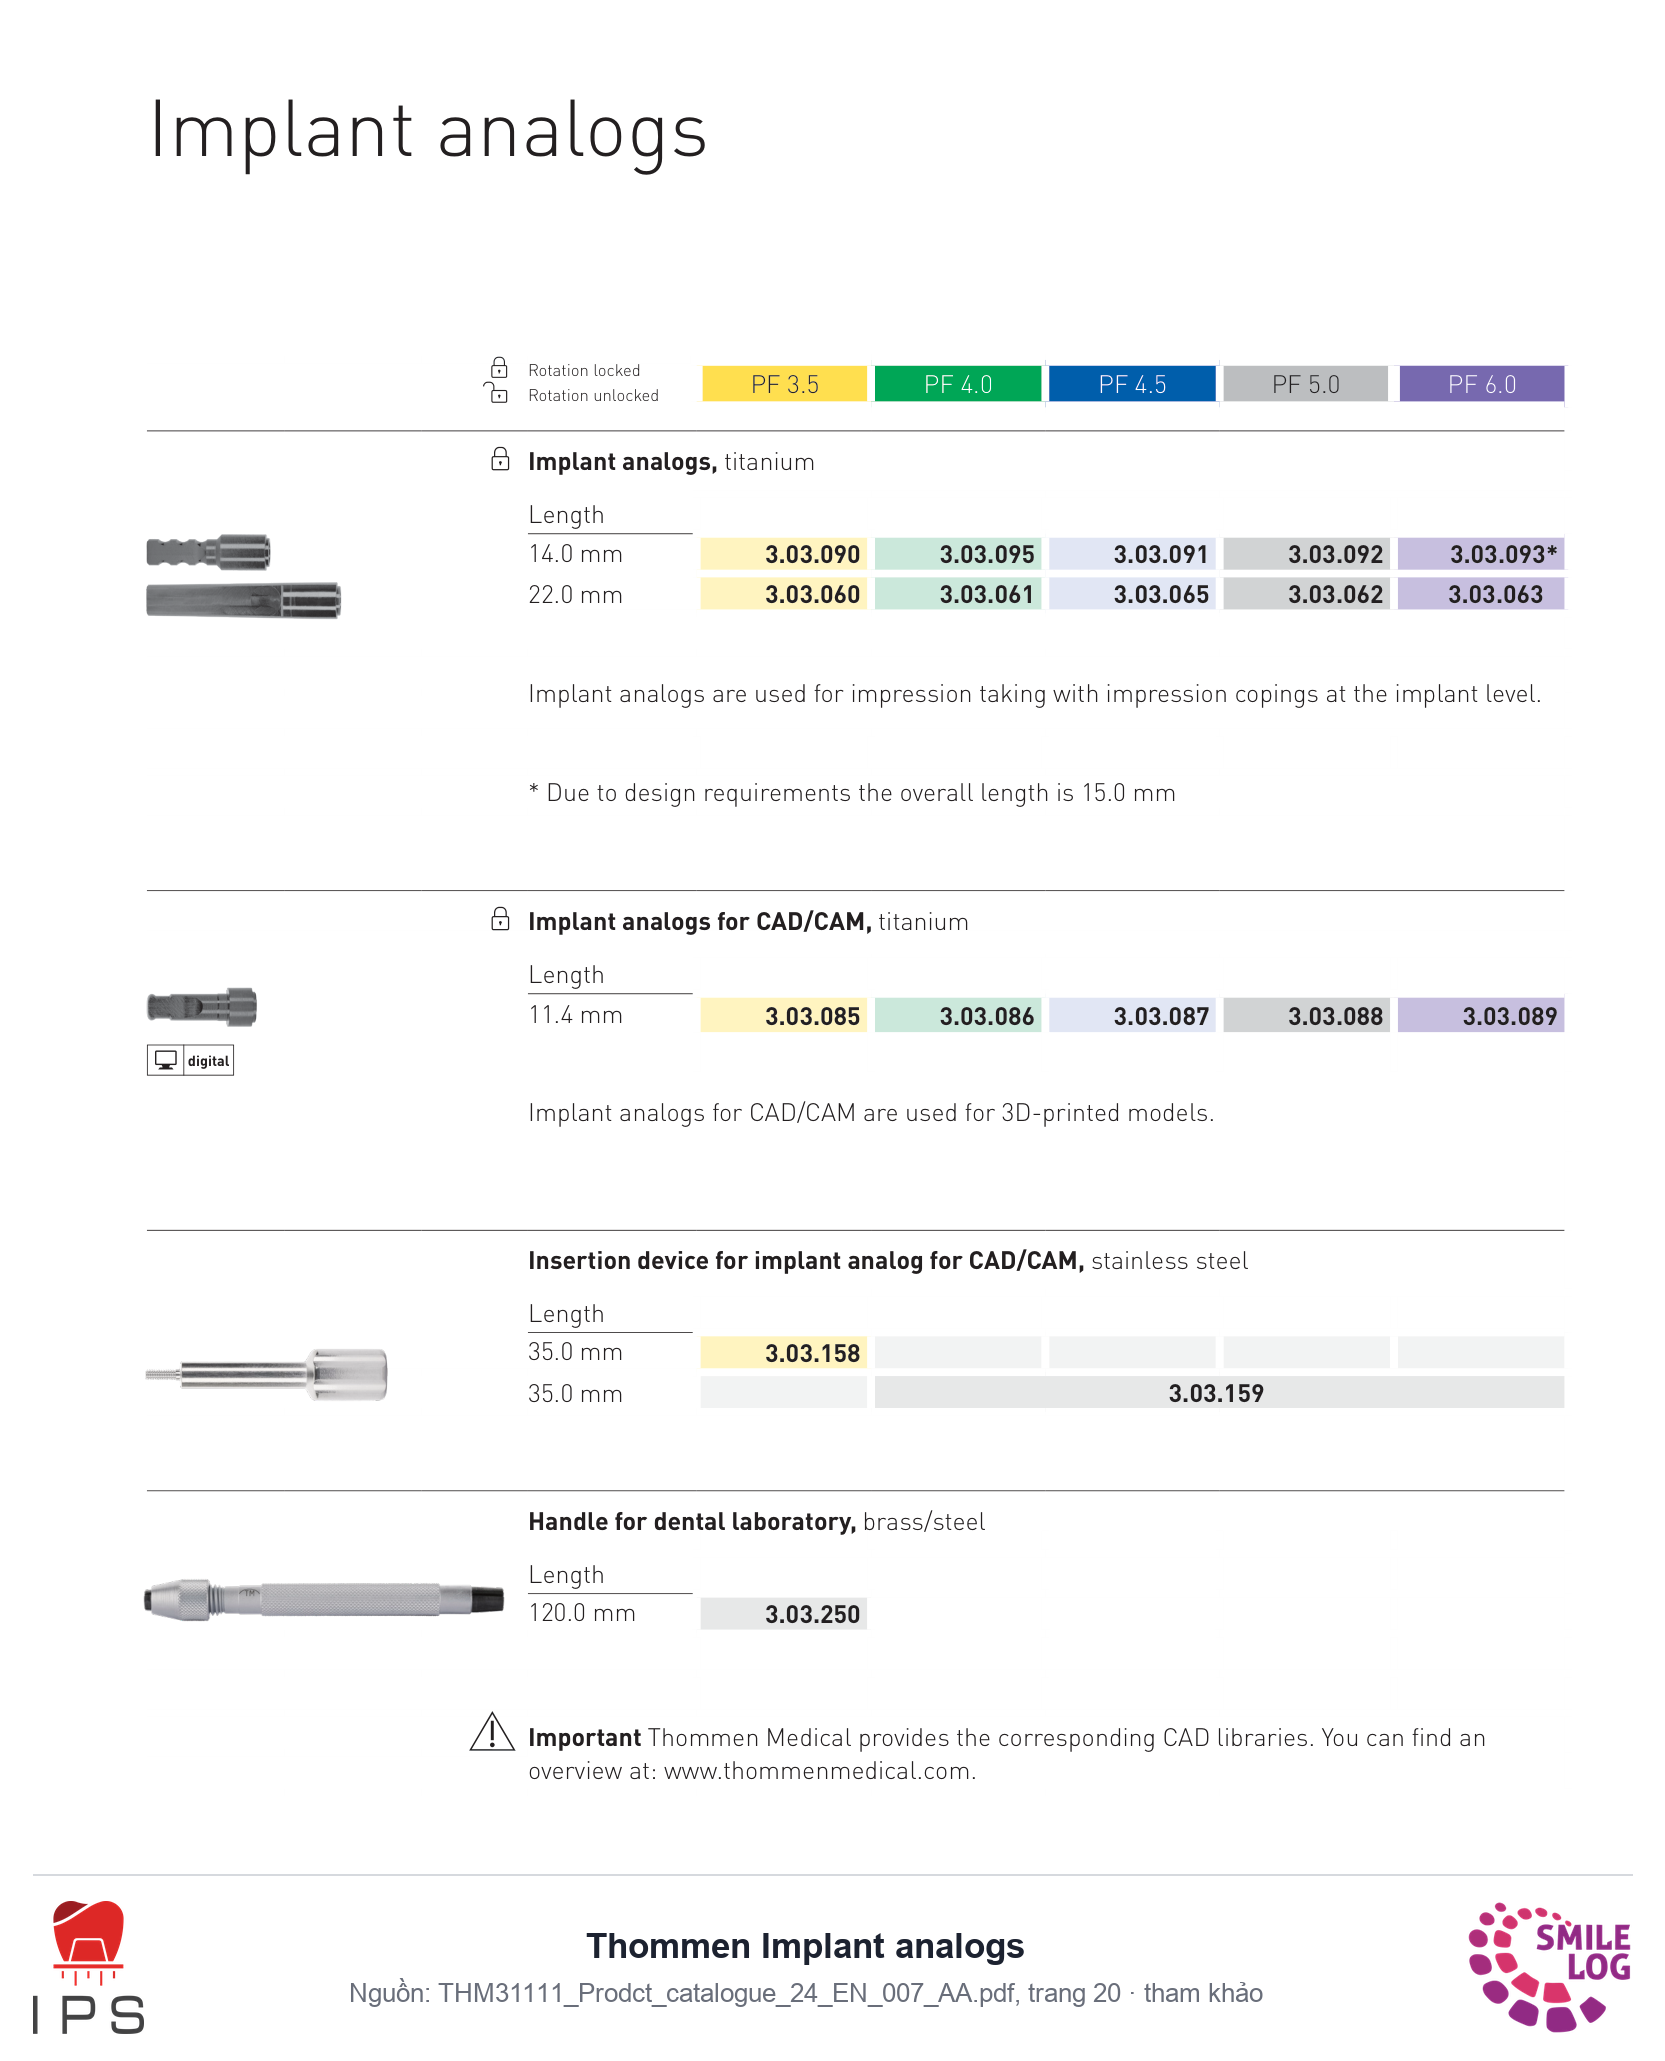 Implant analogs
Rotation locked
Rotation unlocked
PF 3.5 PF 4.0 PF 4.5 PF 5.0 PF 6.0
Implant analogs, titanium
Length
14.0 mm 3.03.090 3.03.095 3.03.091 3.03.092 3.03.093*
22.0 mm 3.03.060 3.03.061 3.03.065 3.03.062 3.03.063
Implant analogs are used for impression taking with impression copings at the implant level.
* Due to design requirements the overall length is 15.0 mm
Implant analogs for CAD/CAM, titanium
Length
11.4 mm 3.03.085 3.03.086 3.03.087 3.03.088 3.03.089
digital
Implant analogs for CAD/CAM are used for 3D-printed models.
Insertion device for implant analog for CAD/CAM, stainless steel
Length
35.0 mm 3.03.158
35.0 mm 3.03.159
Handle for dental laboratory, brass/steel
Length
120.0 mm 3.03.250
Important Thommen Medical provides the corresponding CAD libraries. You can find an
overview at: www.thommenmedical.com.
IPS
Thommen Implant analogs
Nguồn: THM31111_Prodct_catalogue_24_EN_007_AA.pdf, trang 20 · tham khảo
SMILE
LOG